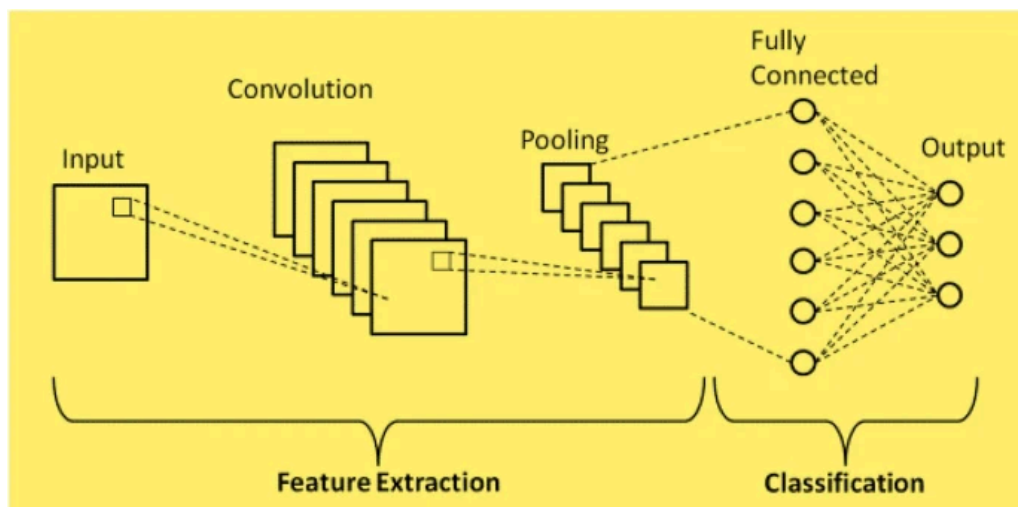 Input
Convolution
Pooling
Fully
Connected
Output
Feature Extraction
Classification